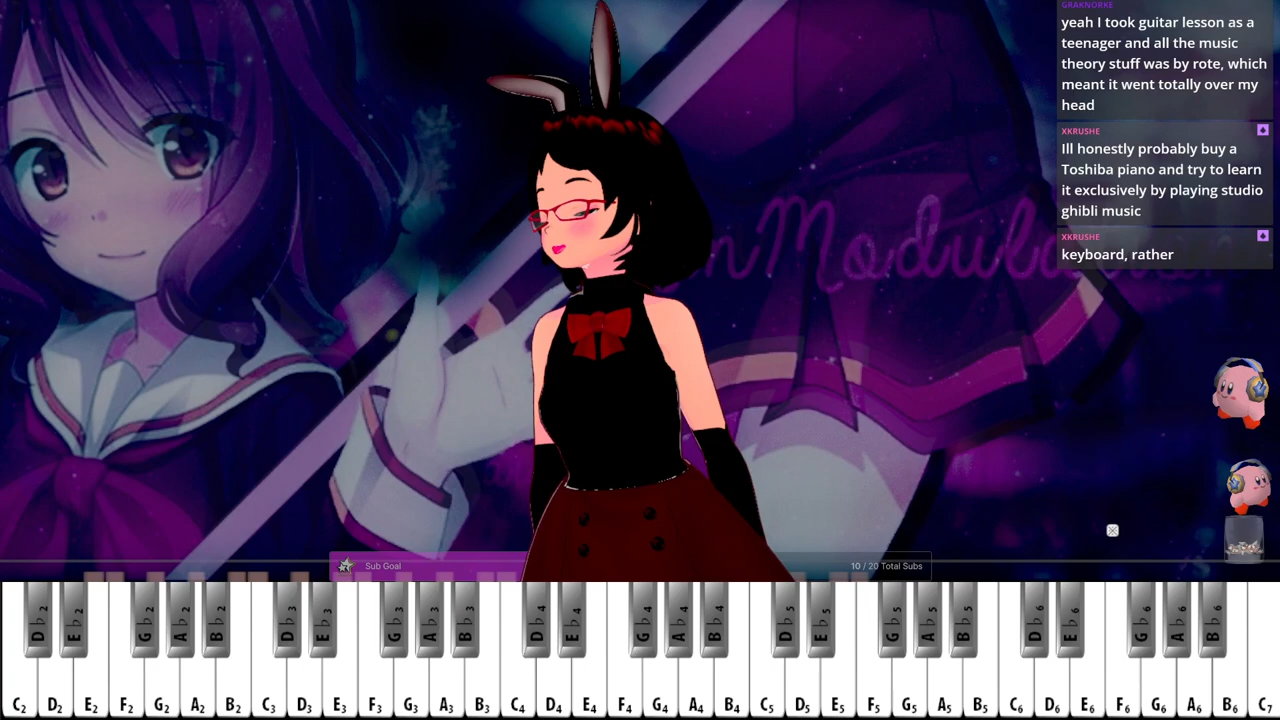 GRAKNORKE
yeah I took guitar lesson as a
teenager and all the music
theory stuff was by rote, which
meant it went totally over my
head
XKRUSHE
Ill honestly probably buy a
Toshiba piano and try to learn
it exclusively by playing studio
ghibli music
XKRUSHE
keyboard, rather
Sub Goal
10 / 20 Total Subs
D♭2 E♭2 G♭2 A♭2 B♭2 D♭3 E♭3 G♭3 A♭3 B♭3 D♭4 E♭4 G♭4 A♭4 B♭4 D♭5 E♭5 G♭5 A♭5 B♭5 D♭6 E♭6 G♭6 A♭6 B♭6
C2 D2 E2 F2 G2 A2 B2 C3 D3 E3 F3 G3 A3 B3 C4 D4 E4 F4 G4 A4 B4 C5 D5 E5 F5 G5 A5 B5 C6 D6 E6 F6 G6 A6 B6 C7